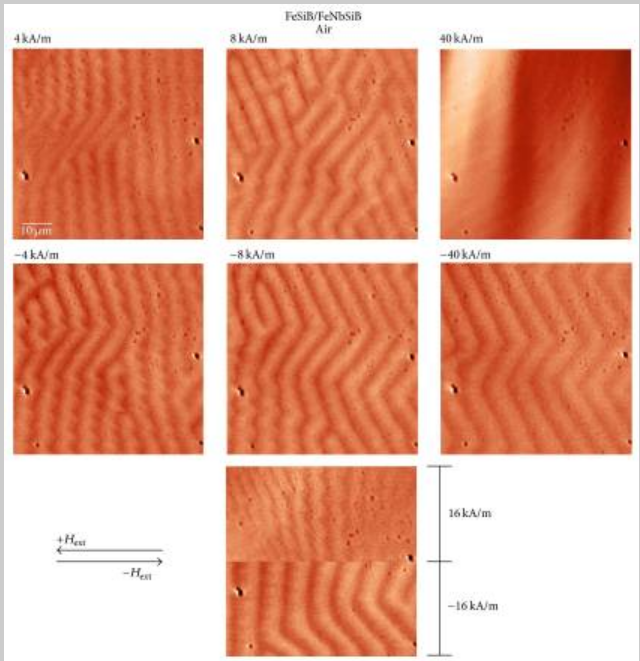 FeSiB/FeNbSiB
Air
4 kA/m
8 kA/m
40 kA/m
10 μm
−4 kA/m
−8 kA/m
−40 kA/m
16 kA/m
+Hext
−Hext
−16 kA/m